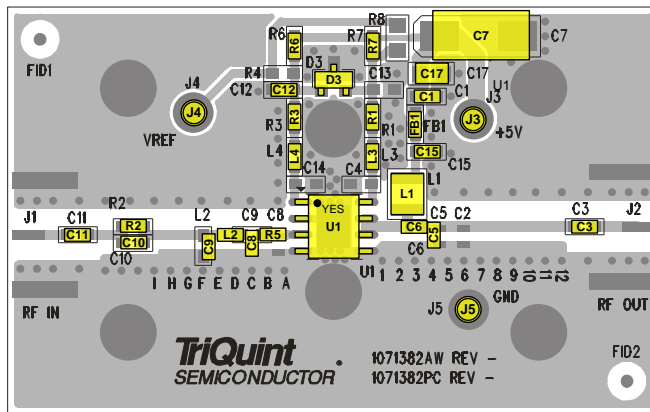 R8
R6 R6 R7 R7 C7 C7
FID1 D3
R4 D3 C13 C17 C17 U1
J4 C12 C12 C1 C1 J3
J4 R3 R3 R1 R1 FB1 FB1 J3
VREF +5V
L4 L4 L3 L3 C15 C15
C14 C4 L1 L1
R2 YES
J1 C11 L2 C9 C8 C5 C2 C3 J2
C11 R2 L2 R5 U1 C6 C3
C10 C9 C8 C5
C10 C6
U1
I H G F E D C B A 1 2 3 4 5 6 7 8 9 10 11 12
GND
RF IN J5 J5 RF OUT
TriQuint
SEMICONDUCTOR
1071382AW REV -
1071382PC REV -
FID2